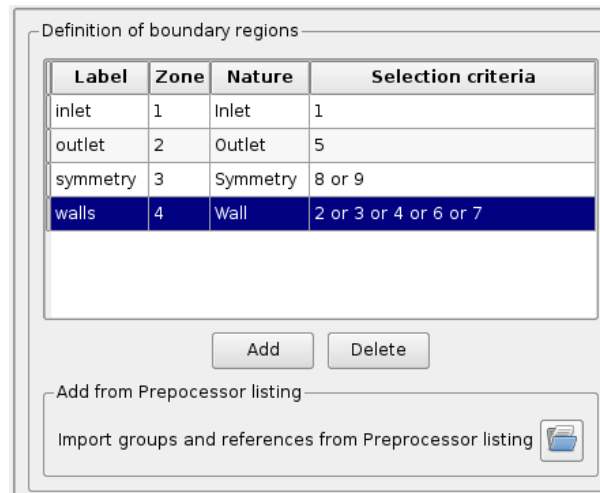 Definition of boundary regions
Label Zone Nature Selection criteria
inlet 1 Inlet 1
outlet 2 Outlet 5
symmetry 3 Symmetry 8 or 9
walls 4 Wall 2 or 3 or 4 or 6 or 7
Add Delete
Add from Prepocessor listing
Import groups and references from Preprocessor listing